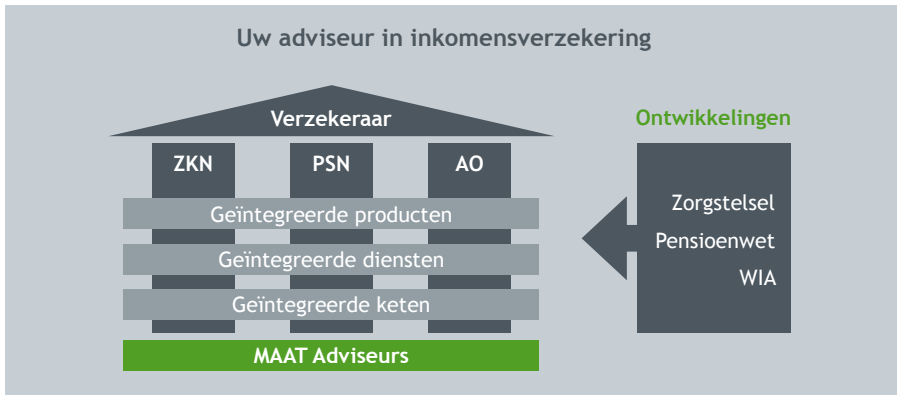 Uw adviseur in inkomensverzekering
Verzekeraar
ZKN PSN AO
Geïntegreerde producten
Geïntegreerde diensten
Geïntegreerde keten
MAAT Adviseurs
Ontwikkelingen
Zorgstelsel
Pensioenwet
WIA